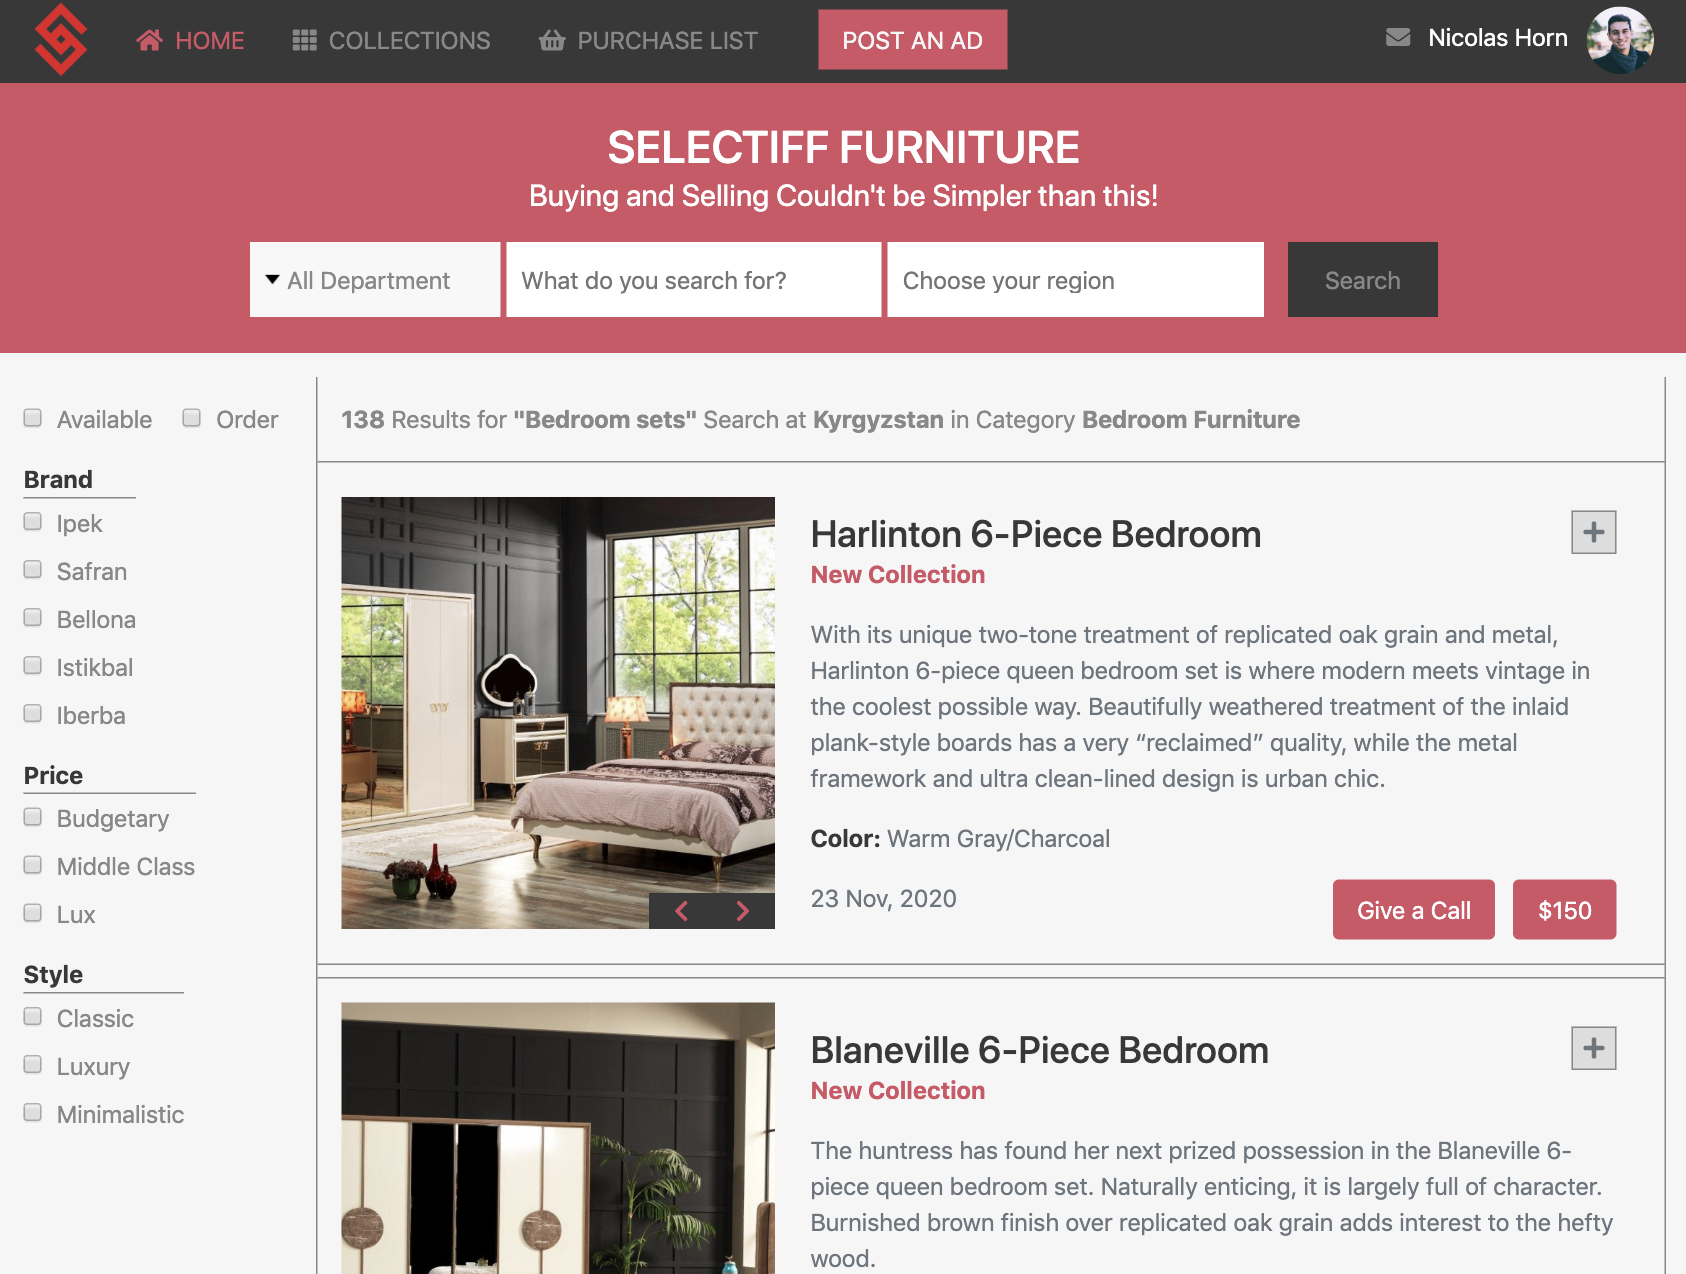 HOME
COLLECTIONS
PURCHASE LIST
POST AN AD
Nicolas Horn
SELECTIFF FURNITURE
Buying and Selling Couldn't be Simpler than this!
All Department
What do you search for?
Choose your region
Search
Available
Order
Brand
Ipek
Safran
Bellona
Istikbal
Iberba
Price
Budgetary
Middle Class
Lux
Style
Classic
Luxury
Minimalistic
138 Results for "Bedroom sets" Search at Kyrgyzstan in Category Bedroom Furniture
Harlinton 6-Piece Bedroom
New Collection
With its unique two-tone treatment of replicated oak grain and metal,
Harlinton 6-piece queen bedroom set is where modern meets vintage in
the coolest possible way. Beautifully weathered treatment of the inlaid
plank-style boards has a very “reclaimed” quality, while the metal
framework and ultra clean-lined design is urban chic.
Color: Warm Gray/Charcoal
23 Nov, 2020
Give a Call
$150
Blaneville 6-Piece Bedroom
New Collection
The huntress has found her next prized possession in the Blaneville 6-
piece queen bedroom set. Naturally enticing, it is largely full of character.
Burnished brown finish over replicated oak grain adds interest to the hefty
wood.